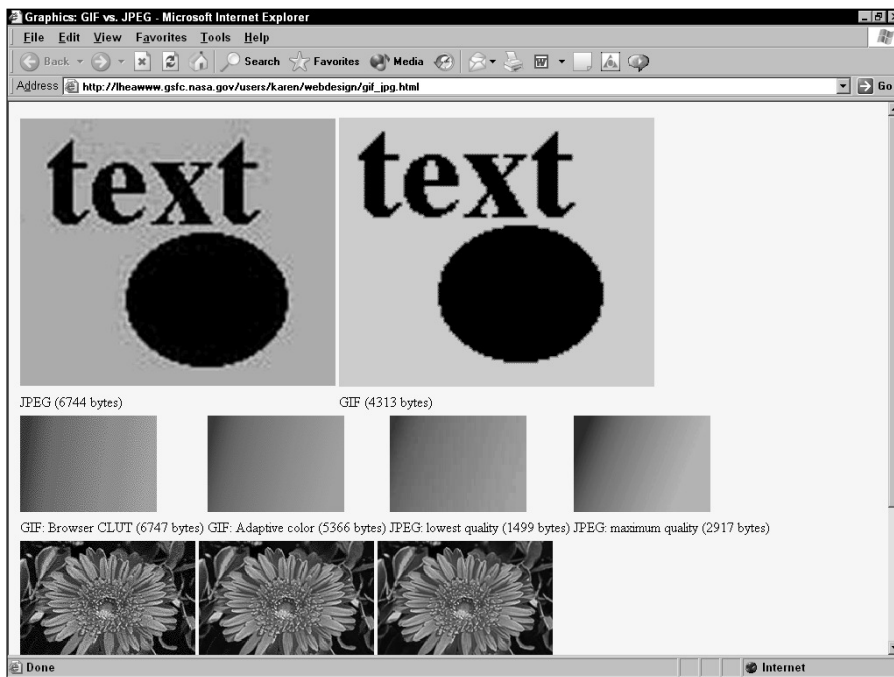 Graphics: GIF vs. JPEG - Microsoft Internet Explorer
File Edit View Favorites Tools Help
Back Search Favorites Media
Address http://lheawww.gsfc.nasa.gov/users/karen/webdesign/gif_jpg.html Go
text text
JPEG (6744 bytes) GIF (4313 bytes)
GIF: Browser CLUT (6747 bytes) GIF: Adaptive color (5366 bytes) JPEG: lowest quality (1499 bytes) JPEG: maximum quality (2917 bytes)
Done Internet